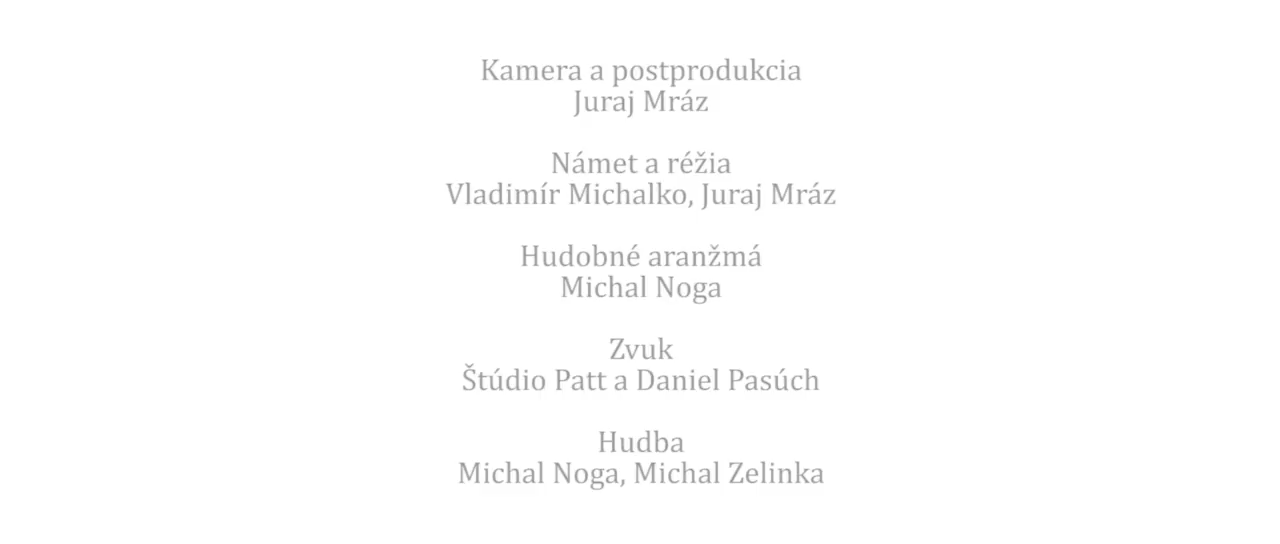 Kamera a postprodukcia
Juraj Mráz
Námet a réžia
Vladimír Michalko, Juraj Mráz
Hudobné aranžmá
Michal Noga
Zvuk
Štúdio Patt a Daniel Pasúch
Hudba
Michal Noga, Michal Zelinka